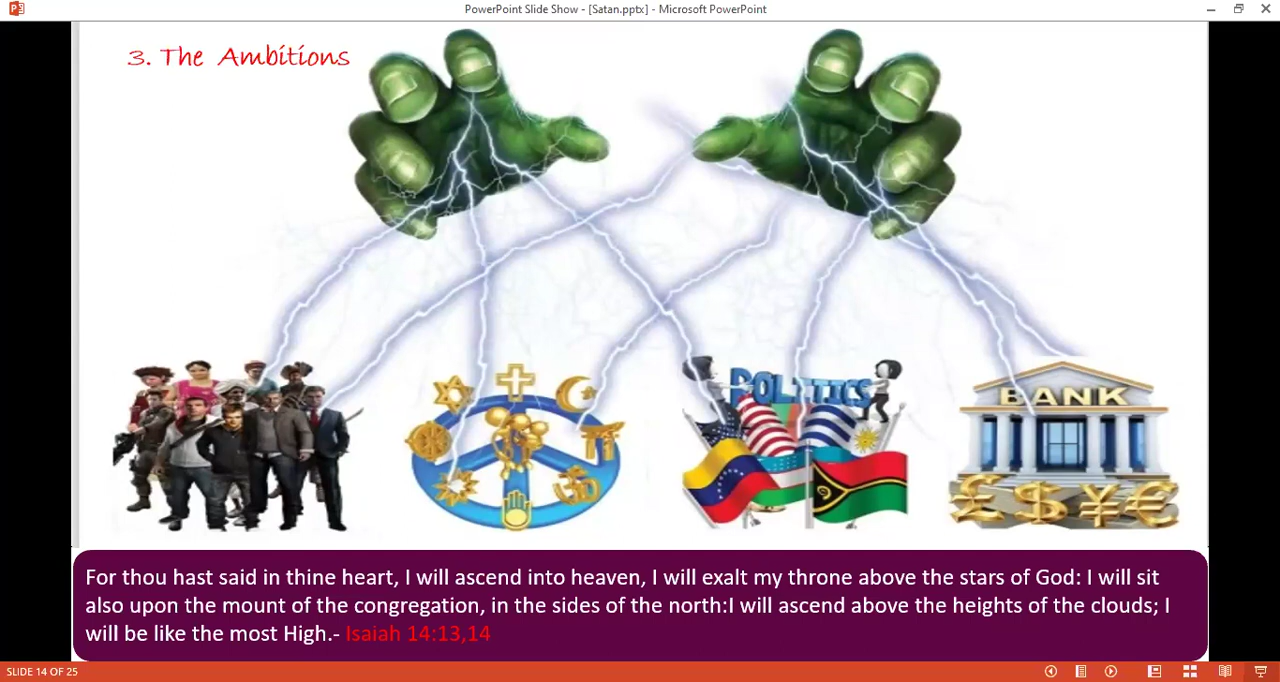 PowerPoint Slide Show - [Satan.pptx] - Microsoft PowerPoint
3. The Ambitions
POLITICS
BANK
£$¥€
For thou hast said in thine heart, I will ascend into heaven, I will exalt my throne above the stars of God: I will sit
also upon the mount of the congregation, in the sides of the north:I will ascend above the heights of the clouds; I
will be like the most High.- Isaiah 14:13,14
SLIDE 14 OF 25